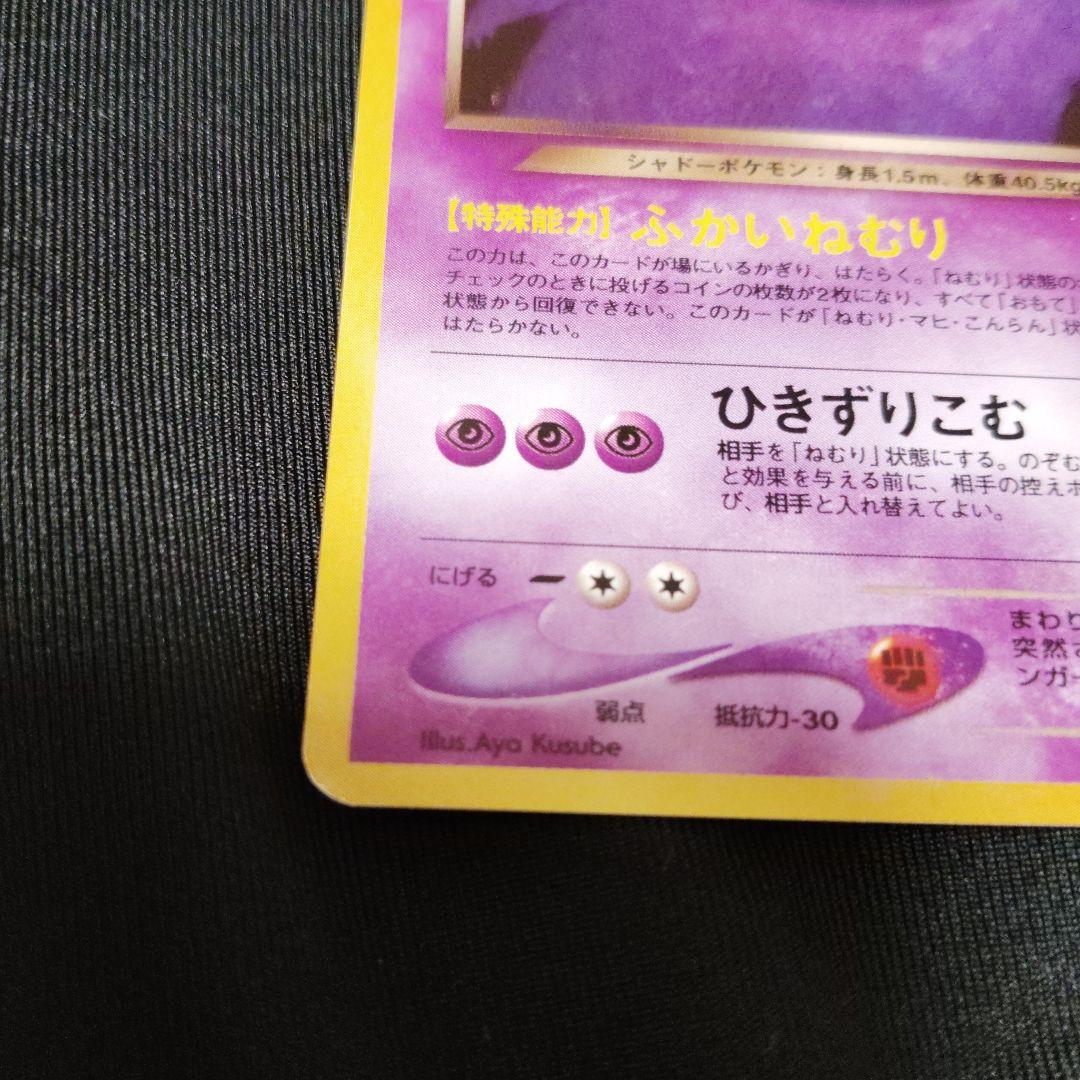 シャドーポケモン：身長1.5m、体重40.5kg
【特殊能力】ふかいねむり
この力は、このカードが場にいるかぎり、はたらく。「ねむり」状態の
チェックのときに投げるコインの枚数が2枚になり、すべて「おもて」
状態から回復できない。このカードが「ねむり・マヒ・こんらん」状
はたらかない。
ひきずりこむ
相手を「ねむり」状態にする。のぞむ
と効果を与える前に、相手の控えポ
び、相手と入れ替えてよい。
にげる
まわり
突然さ
ンガー
弱点 抵抗力-30
Illus.Aya Kusube